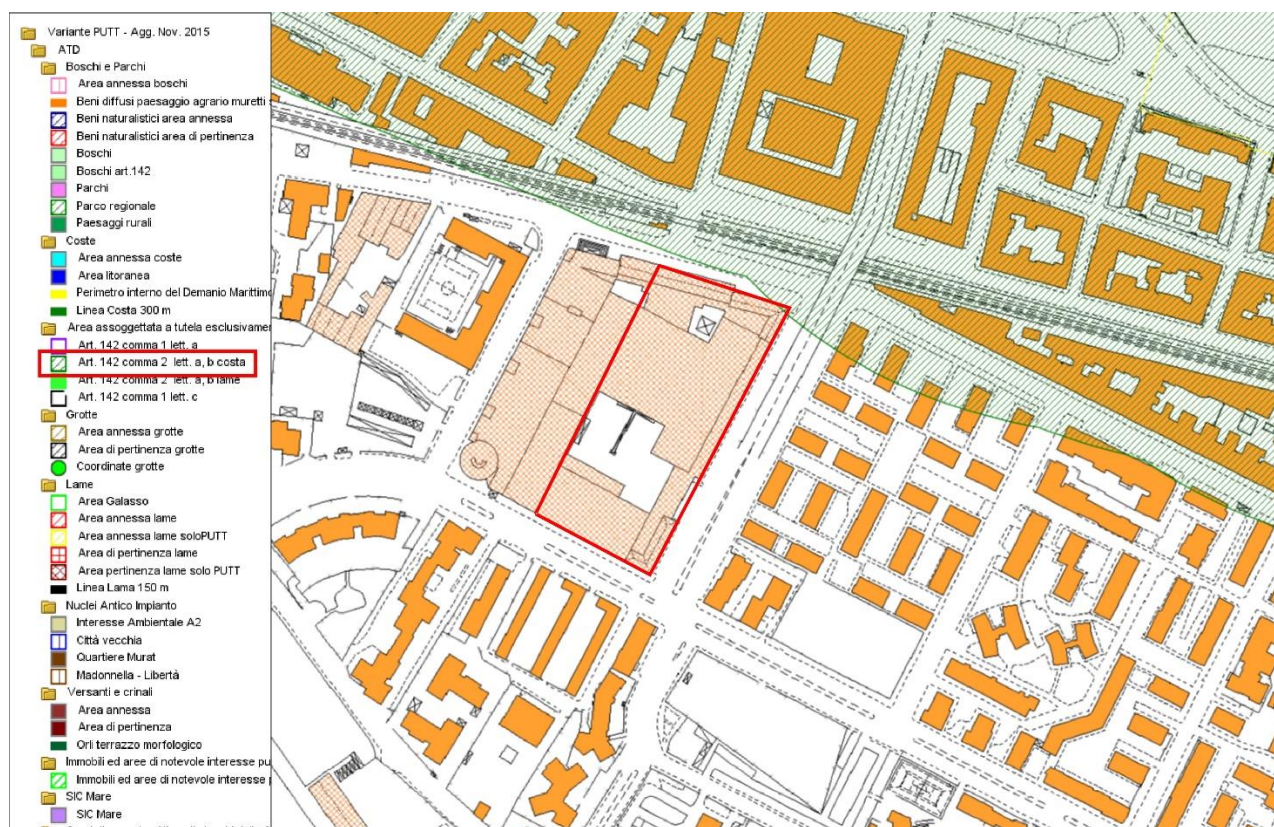 Variante PUTT - Agg. Nov. 2015
ATD
Boschi e Parchi
Area annessa boschi
Beni diffusi paesaggio agrario muretti
Beni naturalistici area annessa
Beni naturalistici area di pertinenza
Boschi
Boschi art.142
Parchi
Parco regionale
Paesaggi rurali
Coste
Area annessa coste
Area litoranea
Perimetro interno del Demanio Marittimo
Linea Costa 300 m
Area assoggettata a tutela esclusivame
Art. 142 comma 1 lett. a
Art. 142 comma 2 lett. a, b costa
Art. 142 comma 2 lett. a, b lame
Art. 142 comma 1 lett. c
Grotte
Area annessa grotte
Area di pertinenza grotte
Coordinate grotte
Lame
Area Galasso
Area annessa lame
Area annessa lame soloPUTT
Area di pertinenza lame
Area pertinenza lame solo PUTT
Linea Lama 150 m
Nuclei Antico Impianto
Interesse Ambientale A2
Città vecchia
Quartiere Murat
Madonnella - Libertà
Versanti e crinali
Area annessa
Area di pertinenza
Orli terrazzo morfologico
Immobili ed aree di notevole interesse pu
Immobili ed aree di notevole interesse p
SIC Mare
SIC Mare